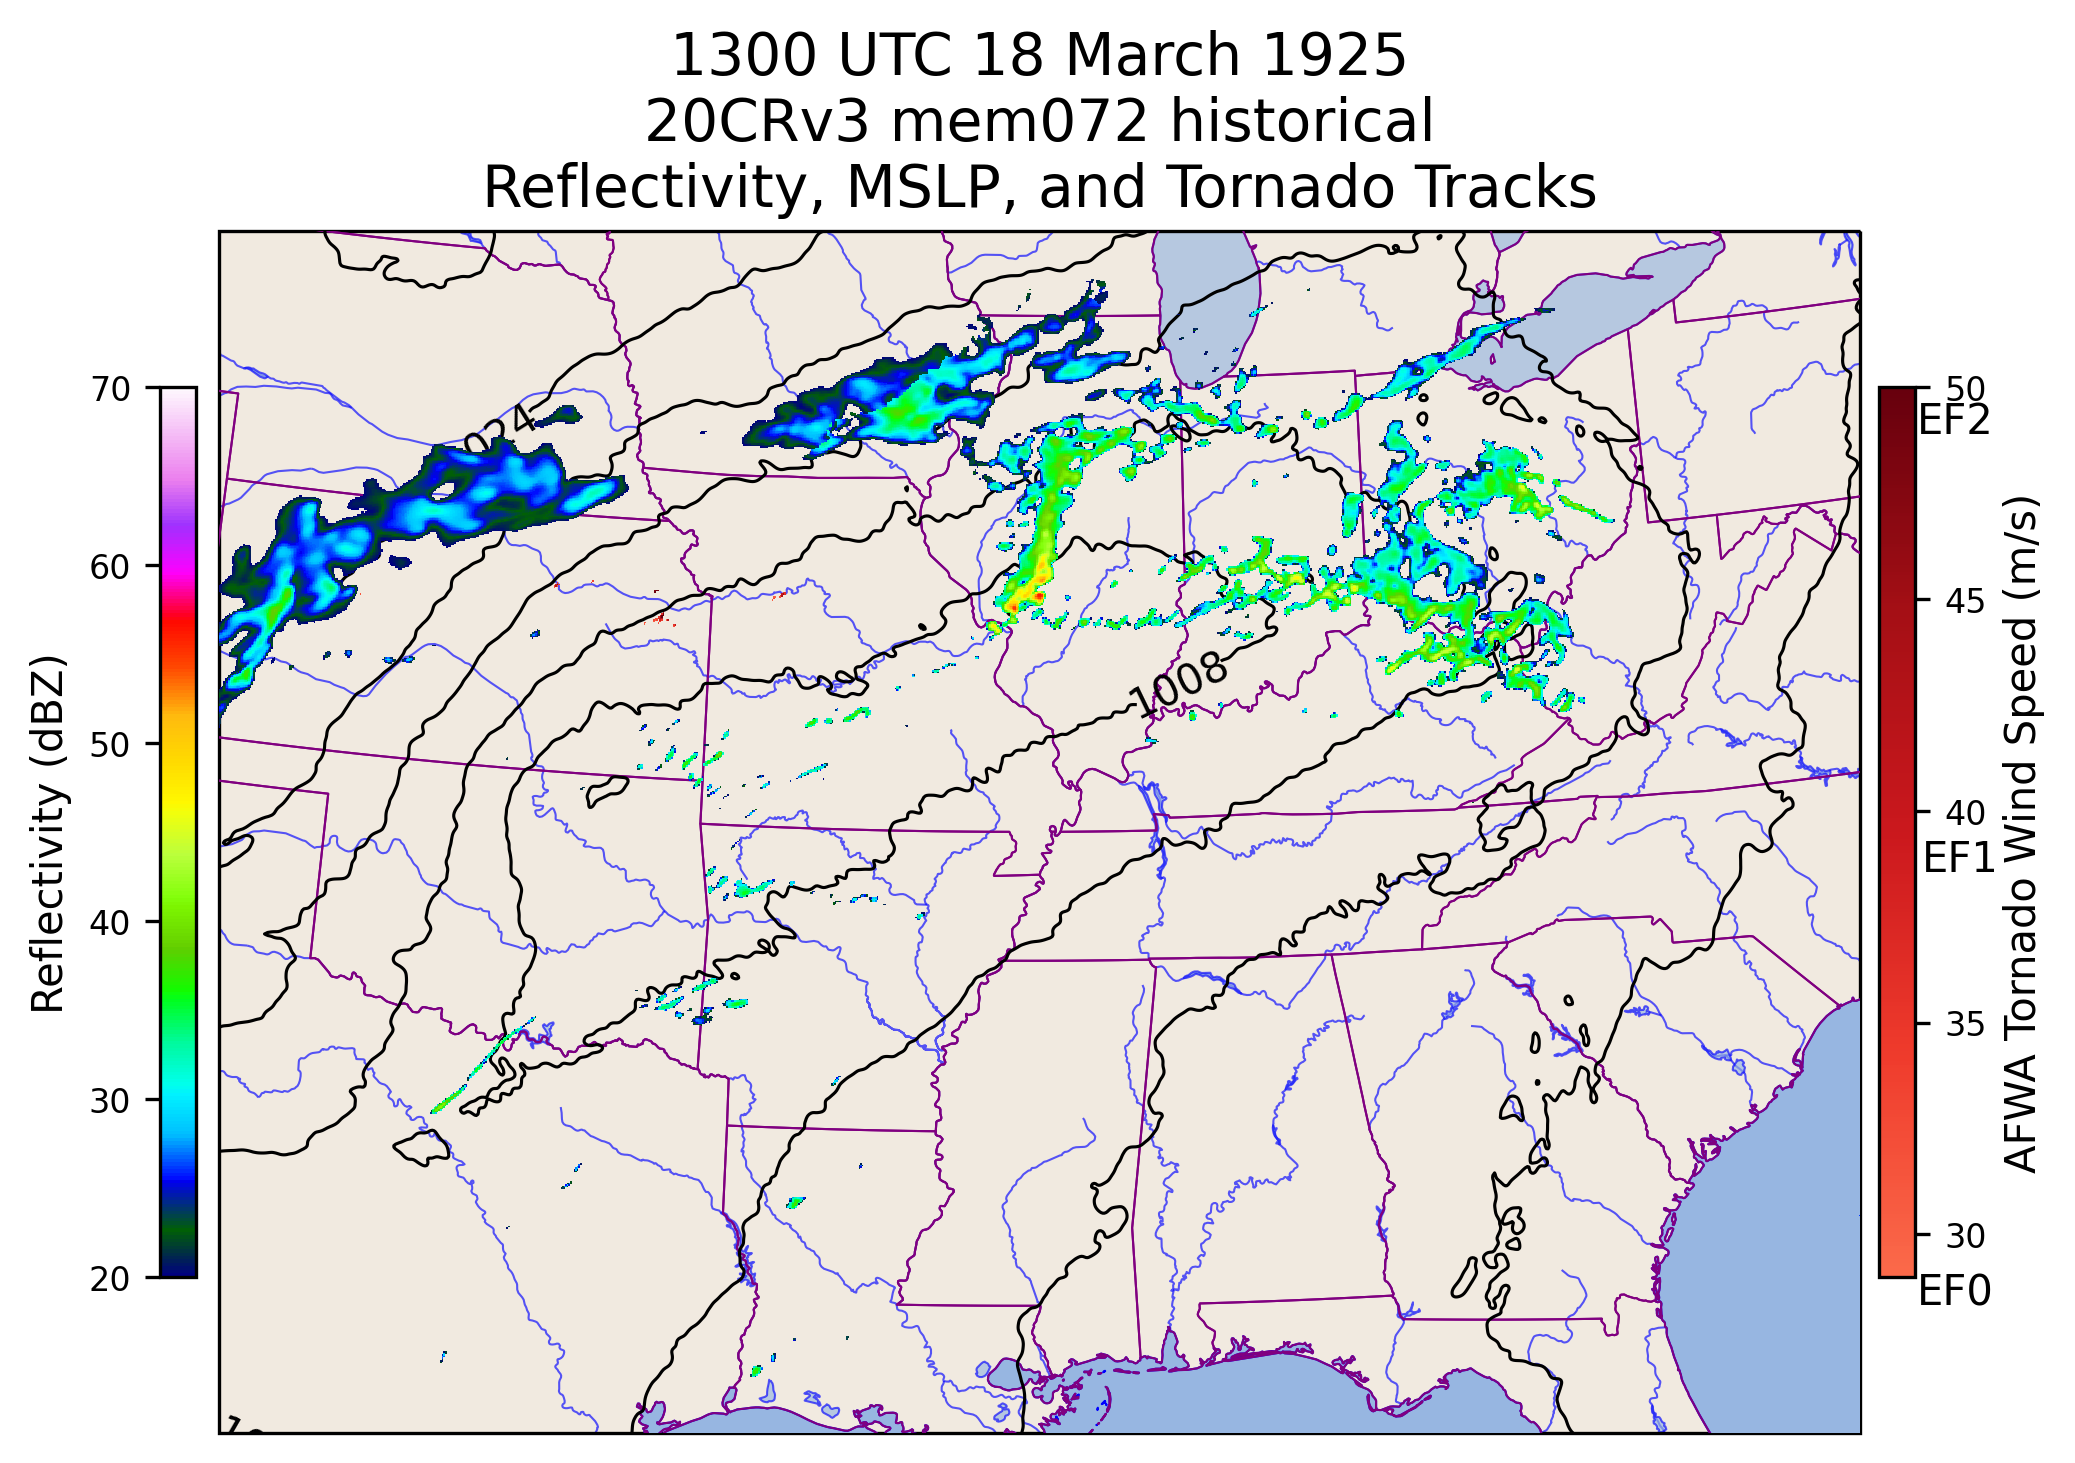 1300 UTC 18 March 1925
20CRv3 mem072 historical
Reflectivity, MSLP, and Tornado Tracks
Reflectivity (dBZ)
70
60
50
40
30
20
024
1008
50
EF2
45
40
EF1
35
30
EF0
AFWA Tornado Wind Speed (m/s)